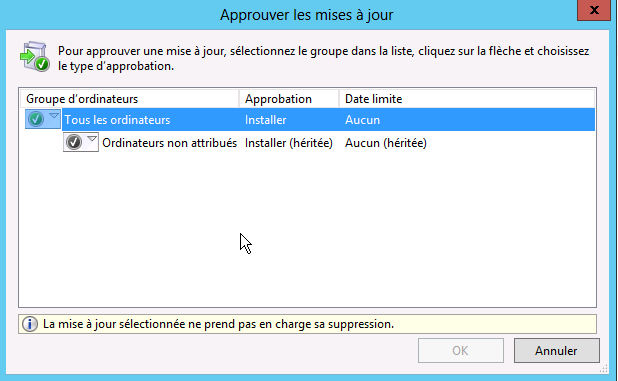 Approuver les mises à jour
x
Pour approuver une mise à jour, sélectionnez le groupe dans la liste, cliquez sur la flèche et choisissez
le type d'approbation.
Groupe d'ordinateurs Approbation Date limite
Tous les ordinateurs Installer Aucun
Ordinateurs non attribués Installer (héritée) Aucun (héritée)
La mise à jour sélectionnée ne prend pas en charge sa suppression.
OK Annuler